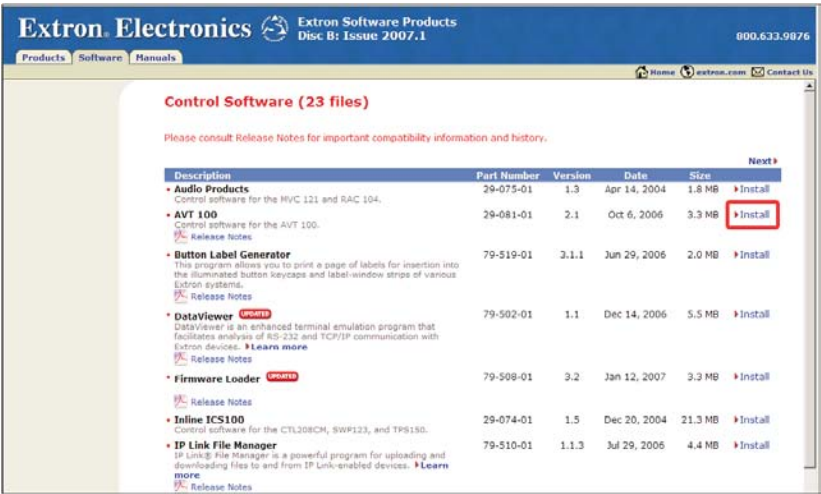 Extron. Electronics
Extron Software Products
Disc B: Issue 2007.1
800.633.9876
Products Software Manuals
Home extron.com Contact Us
Control Software (23 files)
Please consult Release Notes for important compatibility information and history.
Next
Description Part Number Version Date Size
Audio Products 29-075-01 1.3 Apr 14, 2004 1.8 MB Install
Control software for the MVC 121 and RAC 104.
AVT 100 29-081-01 2.1 Oct 6, 2006 3.3 MB Install
Control software for the AVT 100.
Release Notes
Button Label Generator 79-519-01 3.1.1 Jun 29, 2006 2.0 MB Install
This program allows you to print a page of labels for insertion into
the illuminated button keycaps and label-window strips of various
Extron systems.
Release Notes
DataViewer UPDATED 79-502-01 1.1 Dec 14, 2006 5.5 MB Install
DataViewer is an enhanced terminal emulation program that
facilitates analysis of RS-232 and TCP/IP communication with
Extron devices. Learn more
Release Notes
Firmware Loader UPDATED 79-508-01 3.2 Jan 12, 2007 3.3 MB Install
Release Notes
Inline ICS100 29-074-01 1.5 Dec 20, 2004 21.3 MB Install
Control software for the CTL208CM, SWP123, and TPS150.
IP Link File Manager 79-510-01 1.1.3 Jul 29, 2006 4.4 MB Install
IP Link® File Manager is a powerful program for uploading and
downloading files to and from IP Link-enabled devices. Learn
more
Release Notes